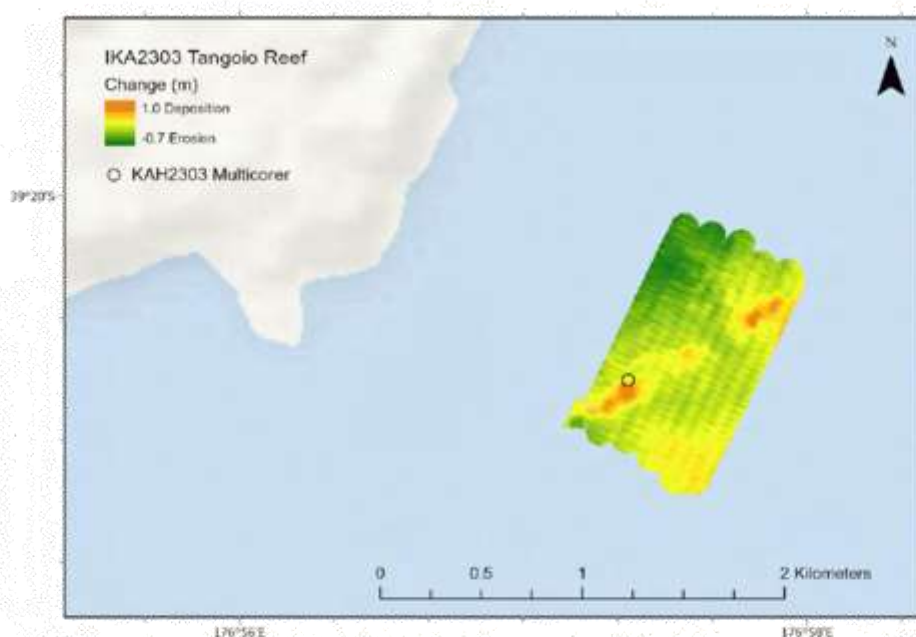 IKA2303 Tangoio Reef
N
Change (m)
1.0 Deposition
-0.7 Erosion
KAH2303 Multicorer
39°20'S
0 0.5 1 2 Kilometers
176°56'E 176°58'E